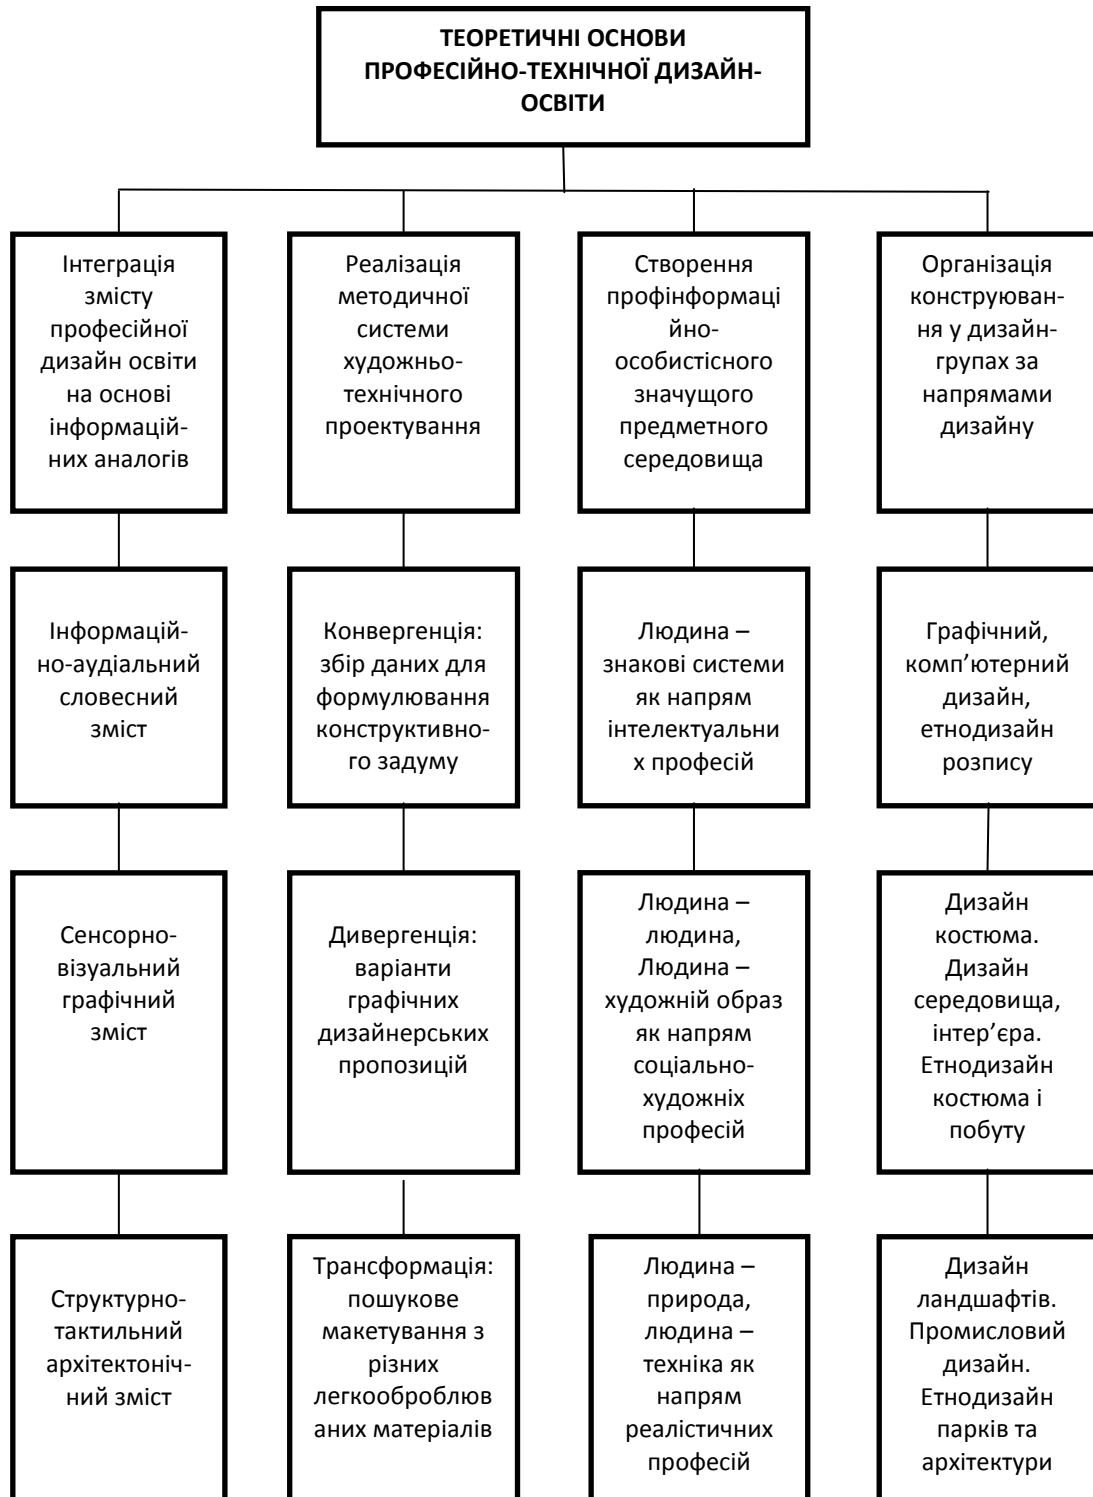 ТЕОРЕТИЧНІ ОСНОВИ
ПРОФЕСІЙНО-ТЕХНІЧНОЇ ДИЗАЙН-
ОСВІТИ
Інтеграція
змісту
професійної
дизайн освіти
на основі
інформацій-
них аналогів
Реалізація
методичної
системи
художньо-
технічного
проектування
Створення
профінформаці
йно-
особистісного
значущого
предметного
середовища
Організація
конструюван-
ня у дизайн-
групах за
напрямами
дизайну
Інформацій-
но-аудіальний
словесний
зміст
Конвергенція:
збір даних для
формулювання
конструктивно-
го задуму
Людина –
знакові системи
як напрям
інтелектуальни
х професій
Графічний,
комп’ютерний
дизайн,
етнодизайн
розпису
Сенсорно-
візуальний
графічний
зміст
Дивергенція:
варіанти
графічних
дизайнерських
пропозицій
Людина –
людина,
Людина –
художній образ
як напрям
соціально-
художніх
професій
Дизайн
костюма.
Дизайн
середовища,
інтер’єра.
Етнодизайн
костюма і
побуту
Структурно-
тактильний
архітектоніч-
ний зміст
Трансформація:
пошукове
макетування з
різних
легкооброблюв
аних матеріалів
Людина –
природа,
людина –
техніка як
напрям
реалістичних
професій
Дизайн
ландшафтів.
Промисловий
дизайн.
Етнодизайн
парків та
архітектури